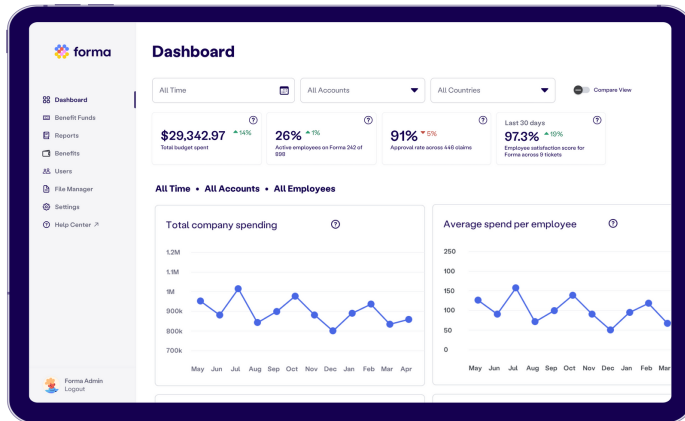 forma
Dashboard
Benefit Funds
Reports
Benefits
Users
File Manager
Settings
Help Center ↗
Forma Admin
Logout
Dashboard
All Time
All Accounts
All Countries
Compare View
$29,342.97 ▲14%
Total budget spent
26% ▲1%
Active employees on Forma 242 of
998
91% ▼5%
Approval rate across 446 claims
Last 30 days
97.3% ▲19%
Employee satisfaction score for
Forma across 9 tickets
All Time • All Accounts • All Employees
Total company spending
1.2M
1.1M
1M
900k
800k
700k
May Jun Jul Aug Sep Oct Nov Dec Jan Feb Mar Apr
Average spend per employee
250
100
150
100
50
0
May Jun Jul Aug Sep Oct Nov Dec Jan Feb Mar